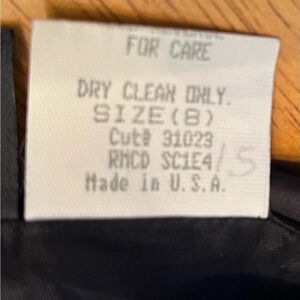 FOR CARE
DRY CLEAN ONLY.
SIZE(8)
Cut# 31023
RMCD SC1E4
Made in U.S.A.